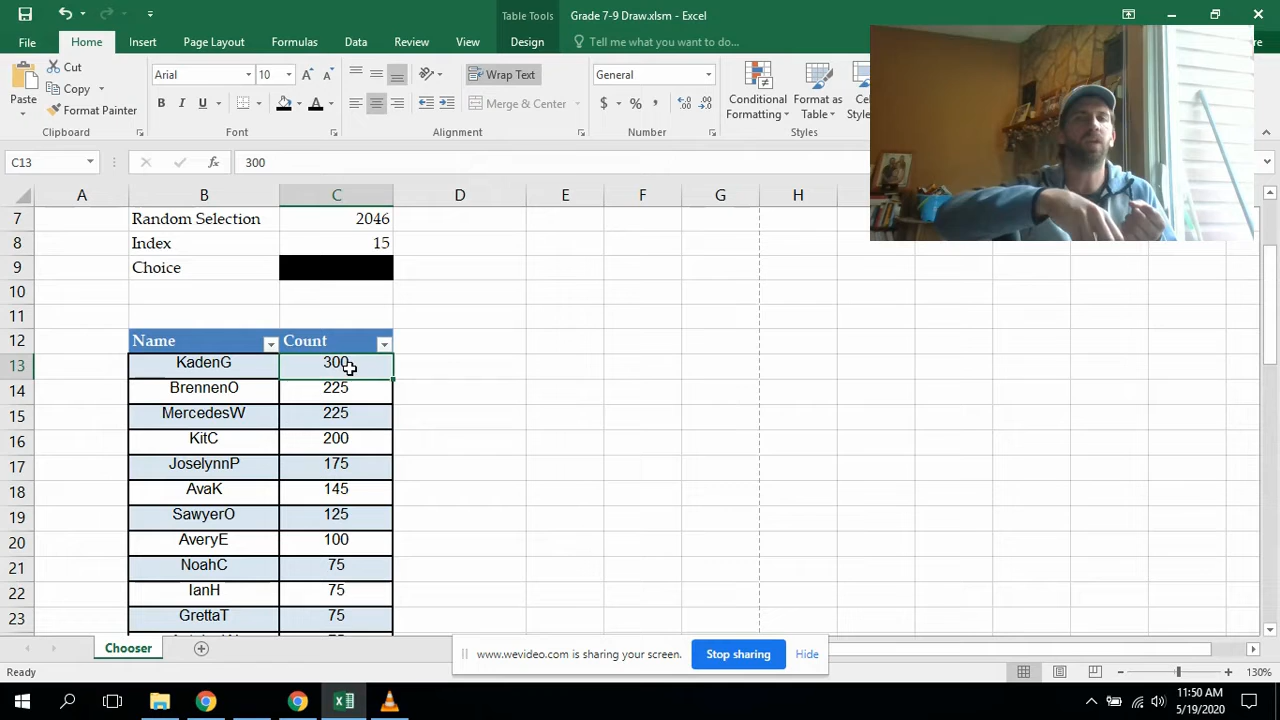 Table Tools
Grade 7-9 Draw.xlsm - Excel
File Home Insert Page Layout Formulas Data Review View Design Tell me what you want to do...
Paste
Cut
Copy
Format Painter
Clipboard
Arial 10
B I U
Font
Wrap Text
Merge & Center
Alignment
General
$ % ,
Number
Conditional Formatting
Format as Table
Styles
C13 fx 300
A B C D E F G H
7 Random Selection 2046
8 Index 15
9 Choice
10
11
12 Name Count
13 KadenG 300
14 BrennenO 225
15 MercedesW 225
16 KitC 200
17 JoselynnP 175
18 AvaK 145
19 SawyerO 125
20 AveryE 100
21 NoahC 75
22 IanH 75
23 GrettaT 75
Chooser
www.wevideo.com is sharing your screen. Stop sharing Hide
Ready
130%
11:50 AM
5/19/2020